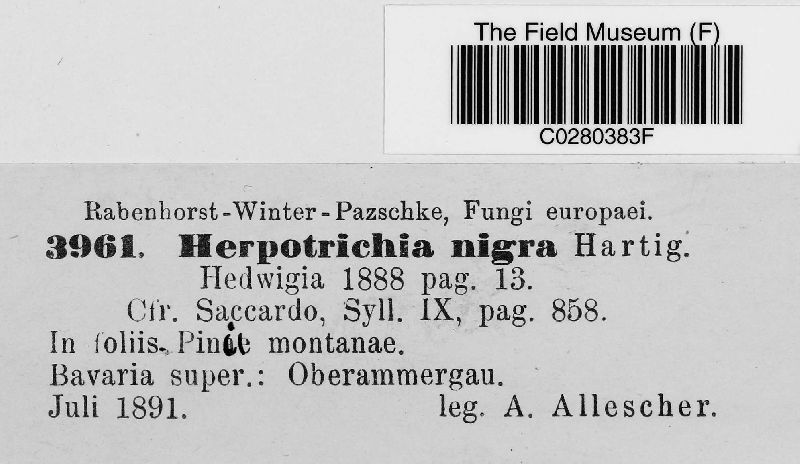 The Field Museum (F)
C0280383F
Rabenhorst-Winter-Pazschke, Fungi europaei.
3961. Herpotrichia nigra Hartig.
Hedwigia 1888 pag. 13.
Cfr. Saccardo, Syll. IX, pag. 858.
In foliis Pini montanae.
Bavaria super.: Oberammergau.
Juli 1891. leg. A. Allescher.